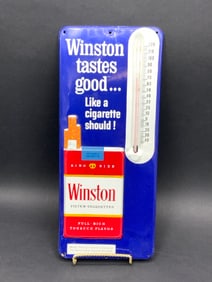 Winston
tastes
good...
Like a
cigarette
should!
KING SIZE
Winston
FILTER CIGARETTES
FULL · RICH
TOBACCO FLAVOR